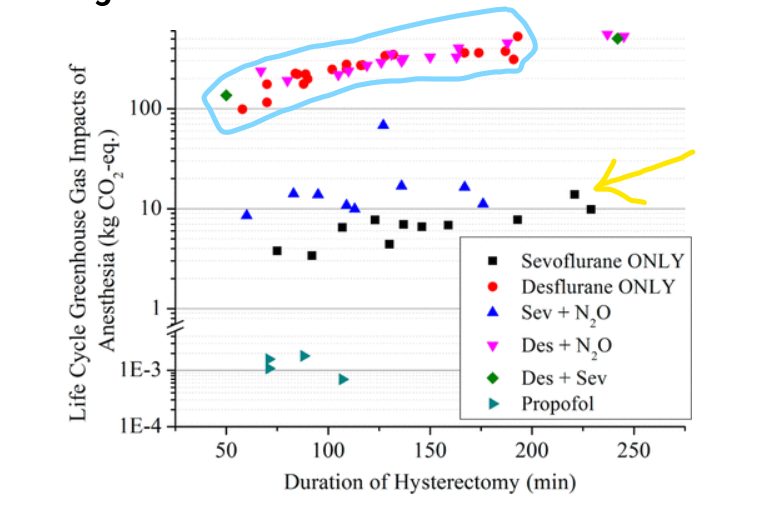 Life Cycle Greenhouse Gas Impacts of
Anesthesia (kg CO₂-eq.)
100
10
1
1E-3
1E-4
Sevoflurane ONLY
Desflurane ONLY
Sev + N₂O
Des + N₂O
Des + Sev
Propofol
50 100 150 200 250
Duration of Hysterectomy (min)